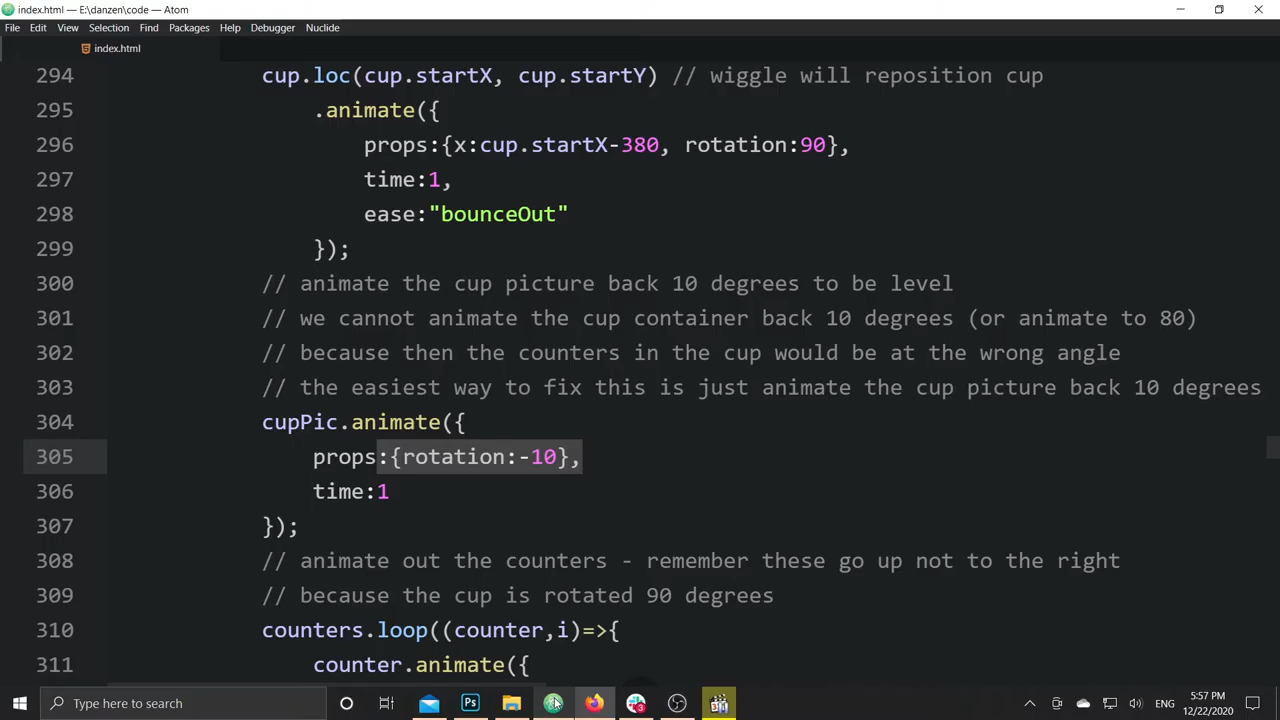 index.html — E:\danzen\code — Atom
File Edit View Selection Find Packages Help Debugger Nuclide
index.html
294 cup.loc(cup.startX, cup.startY) // wiggle will reposition cup
295 .animate({
296 props:{x:cup.startX-380, rotation:90},
297 time:1,
298 ease:"bounceOut"
299 });
300 // animate the cup picture back 10 degrees to be level
301 // we cannot animate the cup container back 10 degrees (or animate to 80)
302 // because then the counters in the cup would be at the wrong angle
303 // the easiest way to fix this is just animate the cup picture back 10 degrees
304 cupPic.animate({
305 props:{rotation:-10},
306 time:1
307 });
308 // animate out the counters - remember these go up not to the right
309 // because the cup is rotated 90 degrees
310 counters.loop((counter,i)=>{
311 counter.animate({
Type here to search
Ps
3
ENG
5:57 PM
12/22/2020